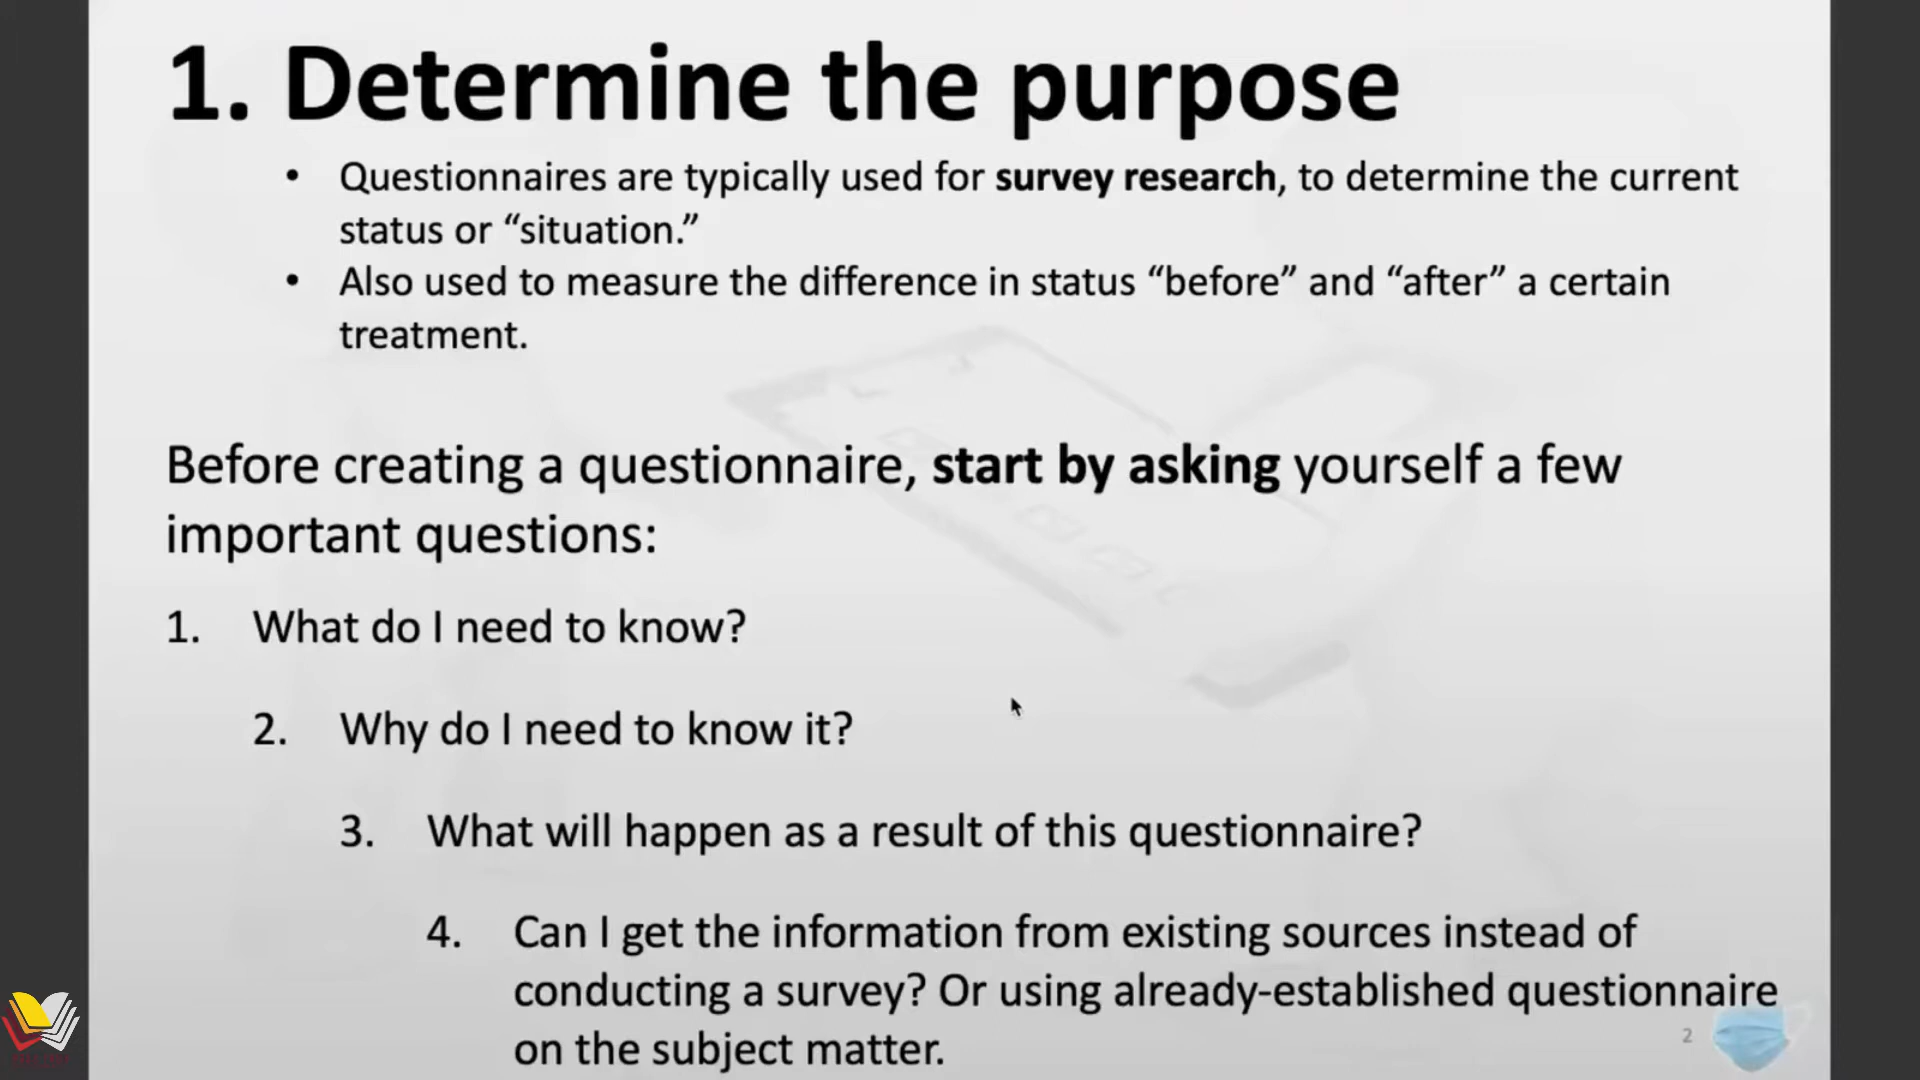 1. Determine the purpose
• Questionnaires are typically used for survey research, to determine the current
status or “situation.”
• Also used to measure the difference in status “before” and “after” a certain
treatment.
Before creating a questionnaire, start by asking yourself a few
important questions:
1. What do I need to know?
2. Why do I need to know it?
3. What will happen as a result of this questionnaire?
4. Can I get the information from existing sources instead of
conducting a survey? Or using already-established questionnaire
on the subject matter.
2